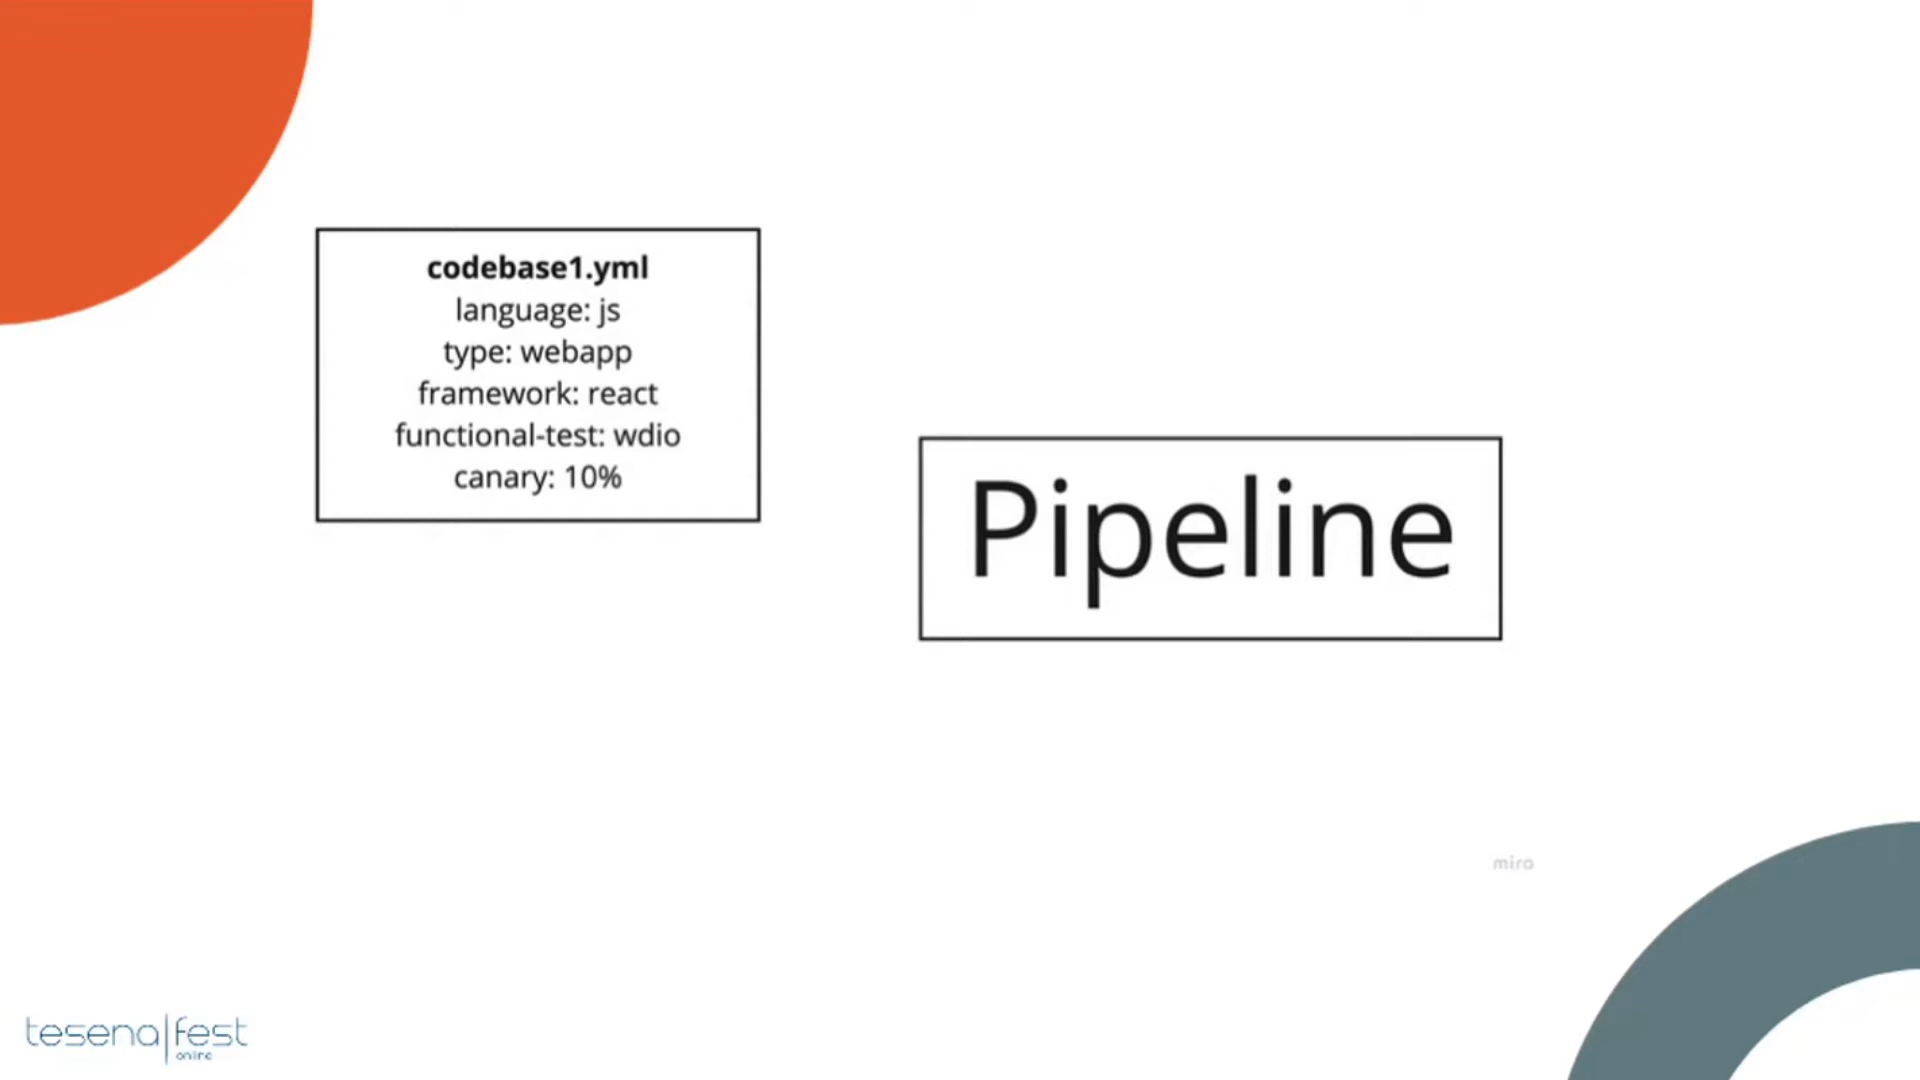 codebase1.yml
language: js
type: webapp
framework: react
functional-test: wdio
canary: 10%
Pipeline
miro
tesena|fest
online